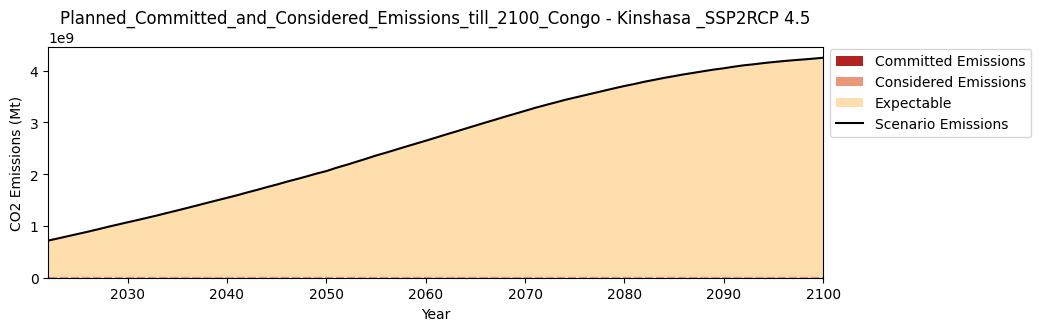 Planned_Committed_and_Considered_Emissions_till_2100_Congo - Kinshasa _SSP2RCP 4.5
1e9
4
3
2
1
0
CO2 Emissions (Mt)
2030 2040 2050 2060 2070 2080 2090 2100
Year
Committed Emissions
Considered Emissions
Expectable
Scenario Emissions